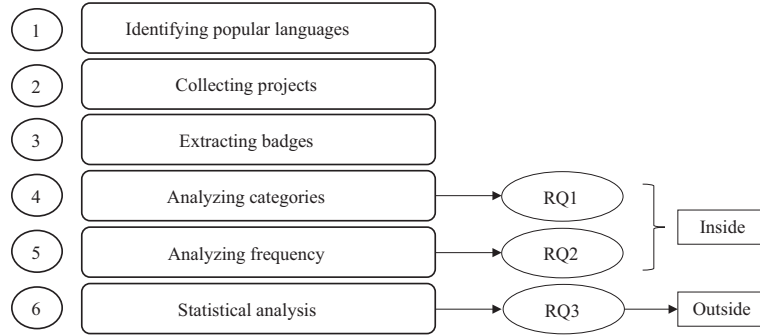 1 Identifying popular languages
2 Collecting projects
3 Extracting badges
4 Analyzing categories RQ1
Inside
5 Analyzing frequency RQ2
6 Statistical analysis RQ3 Outside